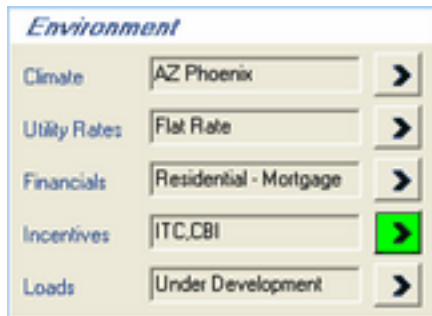 Environment
Climate AZ Phoenix
Utility Rates Flat Rate
Financials Residential - Mortgage
Incentives ITC,CBI
Loads Under Development